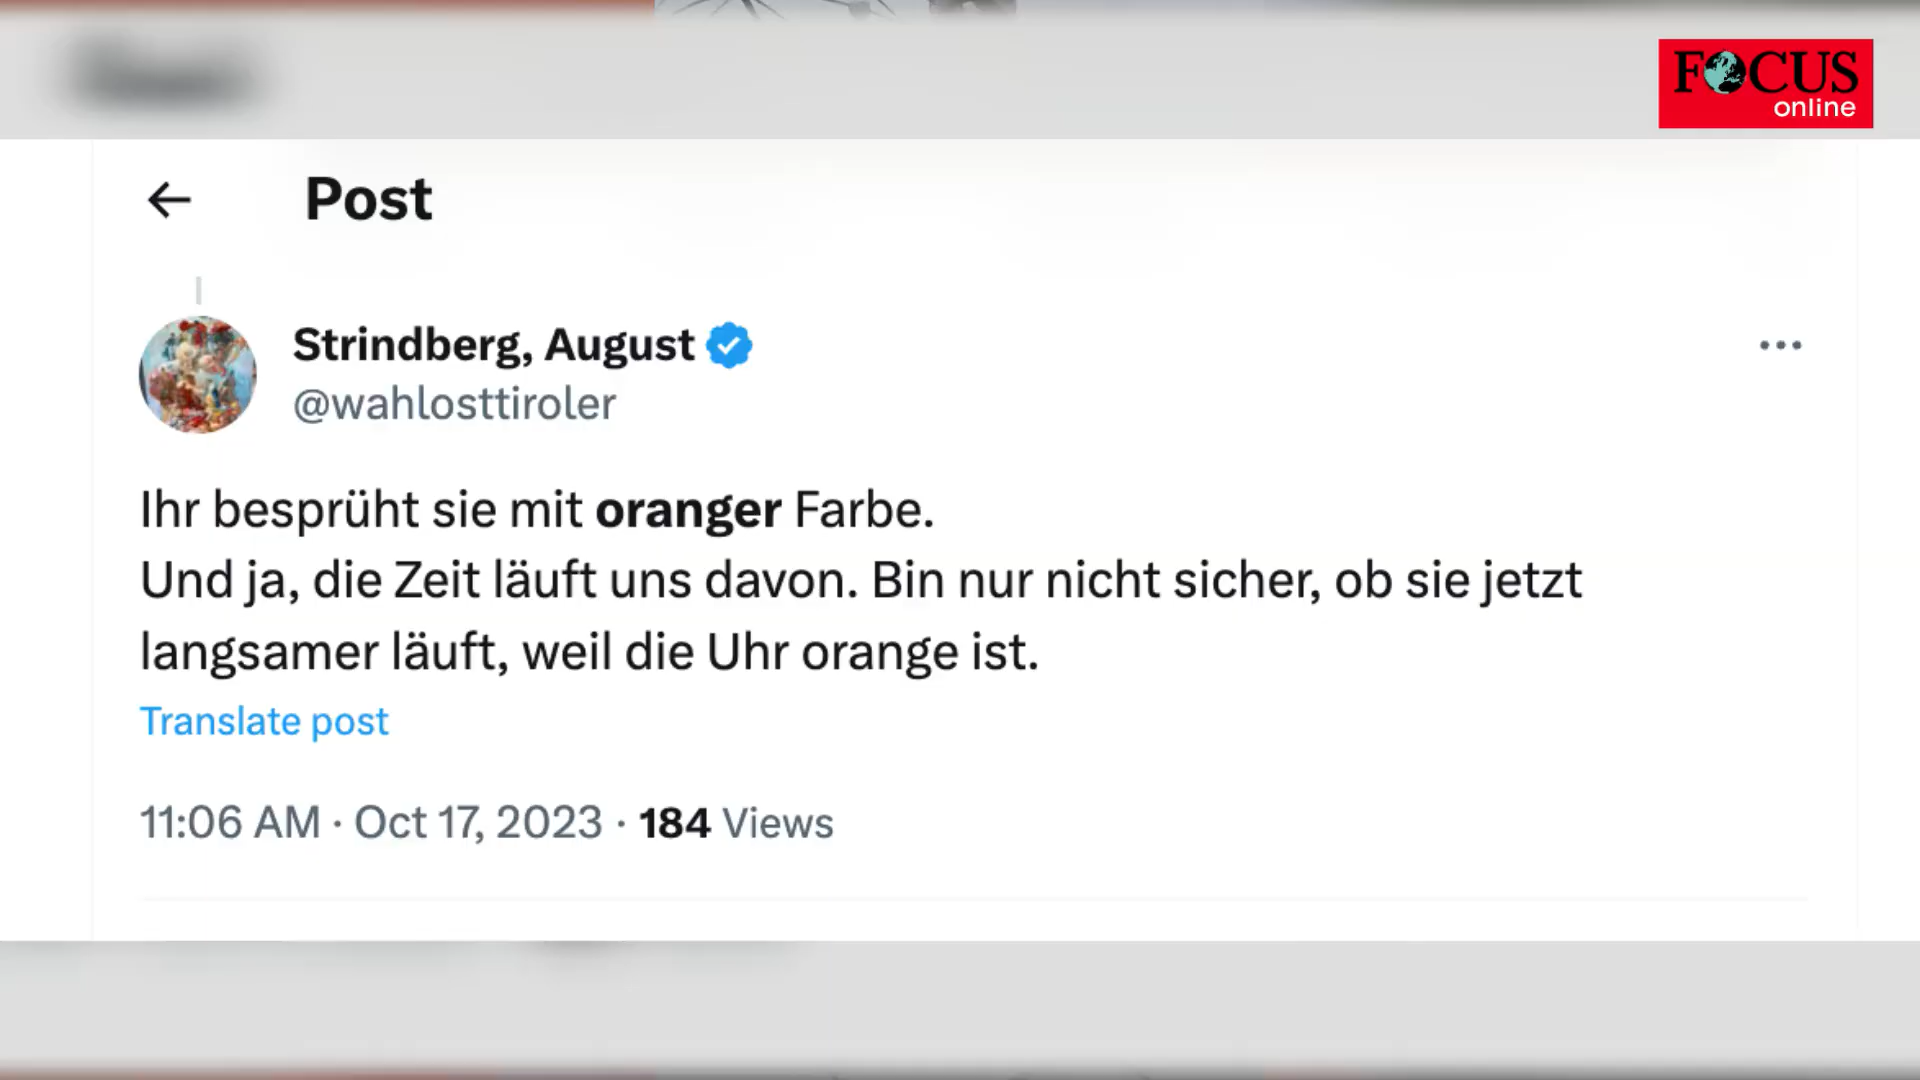 FOCUS
online
Post
Strindberg, August
@wahlosttiroler
Ihr besprüht sie mit oranger Farbe.
Und ja, die Zeit läuft uns davon. Bin nur nicht sicher, ob sie jetzt
langsamer läuft, weil die Uhr orange ist.
Translate post
11:06 AM · Oct 17, 2023 · 184 Views